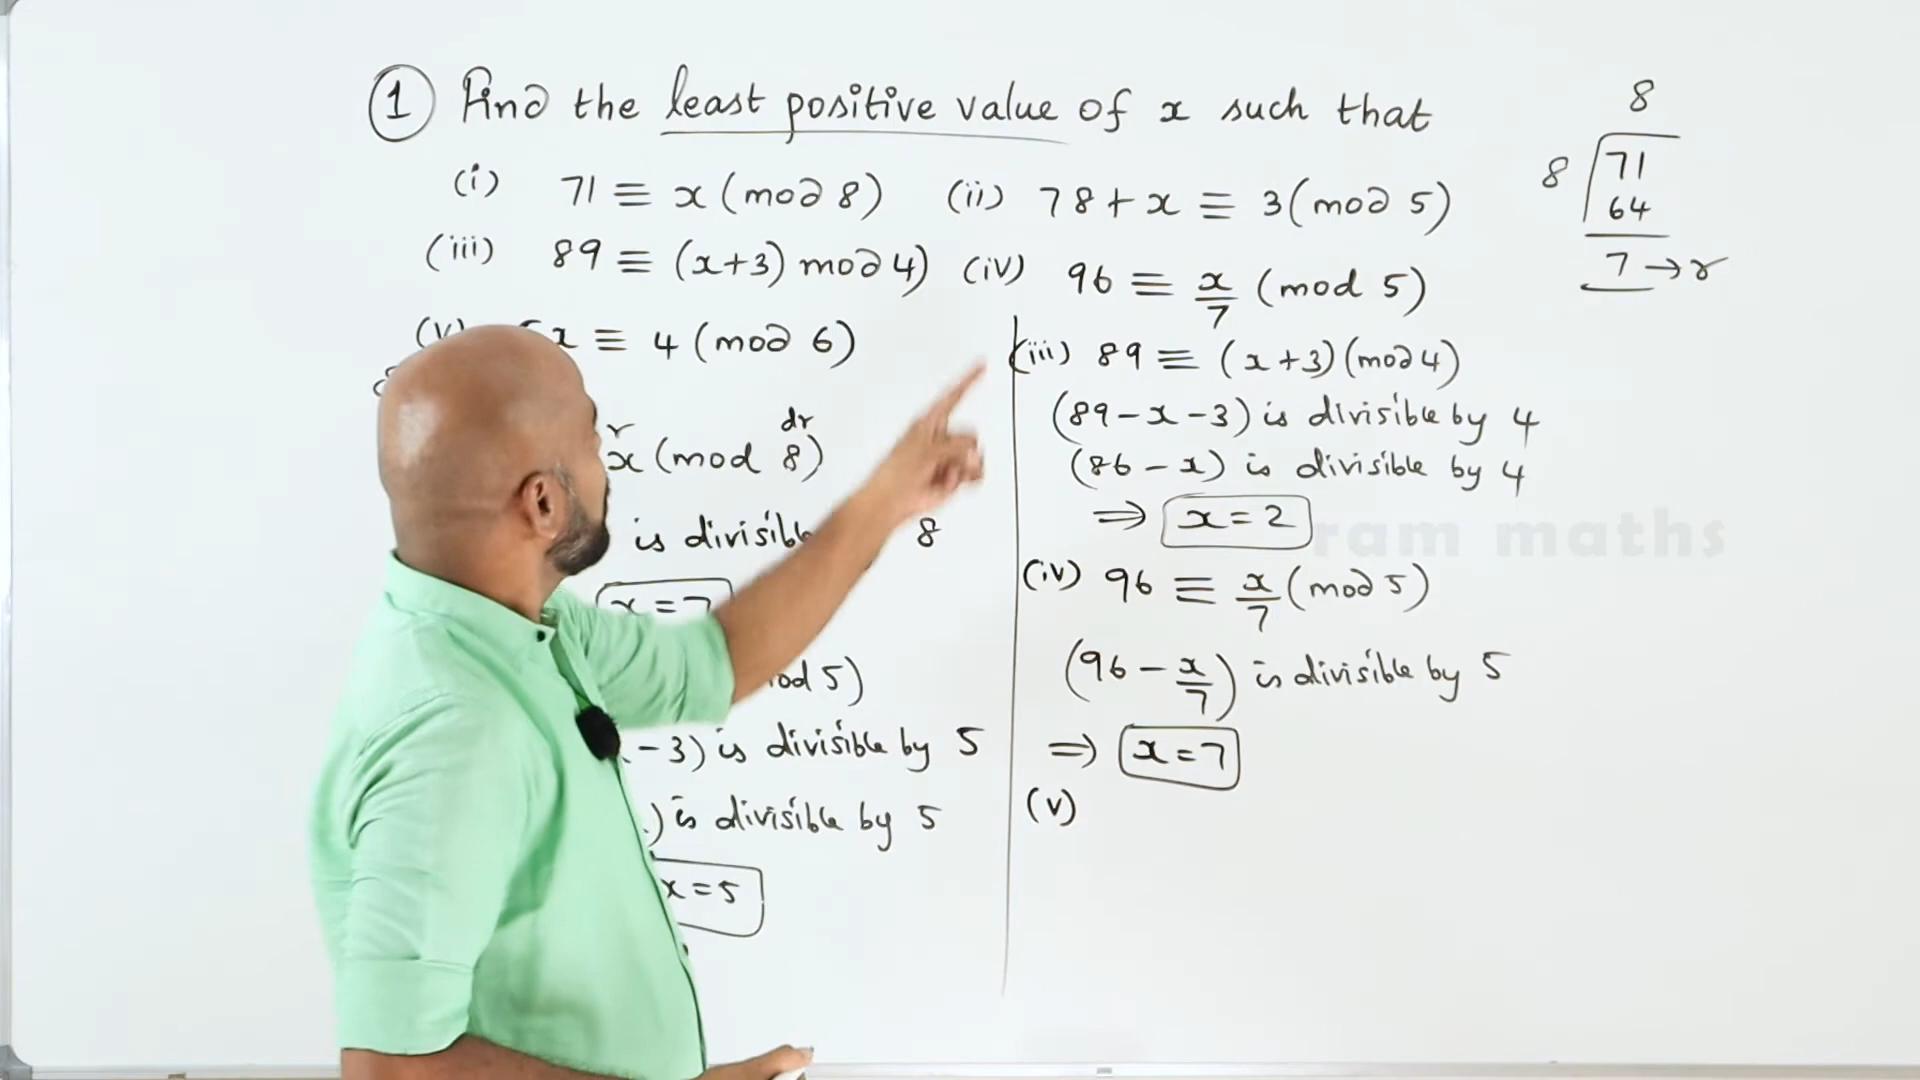 1 Find the least positive value of x such that
(i) 71 ≡ x (mod 8) (ii) 78 + x ≡ 3 (mod 5)
(iii) 89 ≡ (x+3) mod 4) (iv) 96 ≡ x/7 (mod 5)
(v) x ≡ 4 (mod 6)
r dr
x (mod 8)
is divisible 8
x = 7
mod 5)
- 3) is divisible by 5
) is divisible by 5
x = 5
8
8 71
64
7 → r
(iii) 89 ≡ (x + 3) (mod 4)
(89 - x - 3) is divisible by 4
(86 - x) is divisible by 4
⇒ x = 2
(iv) 96 ≡ x/7 (mod 5)
(96 - x/7) is divisible by 5
⇒ x = 7
(v)
ram maths